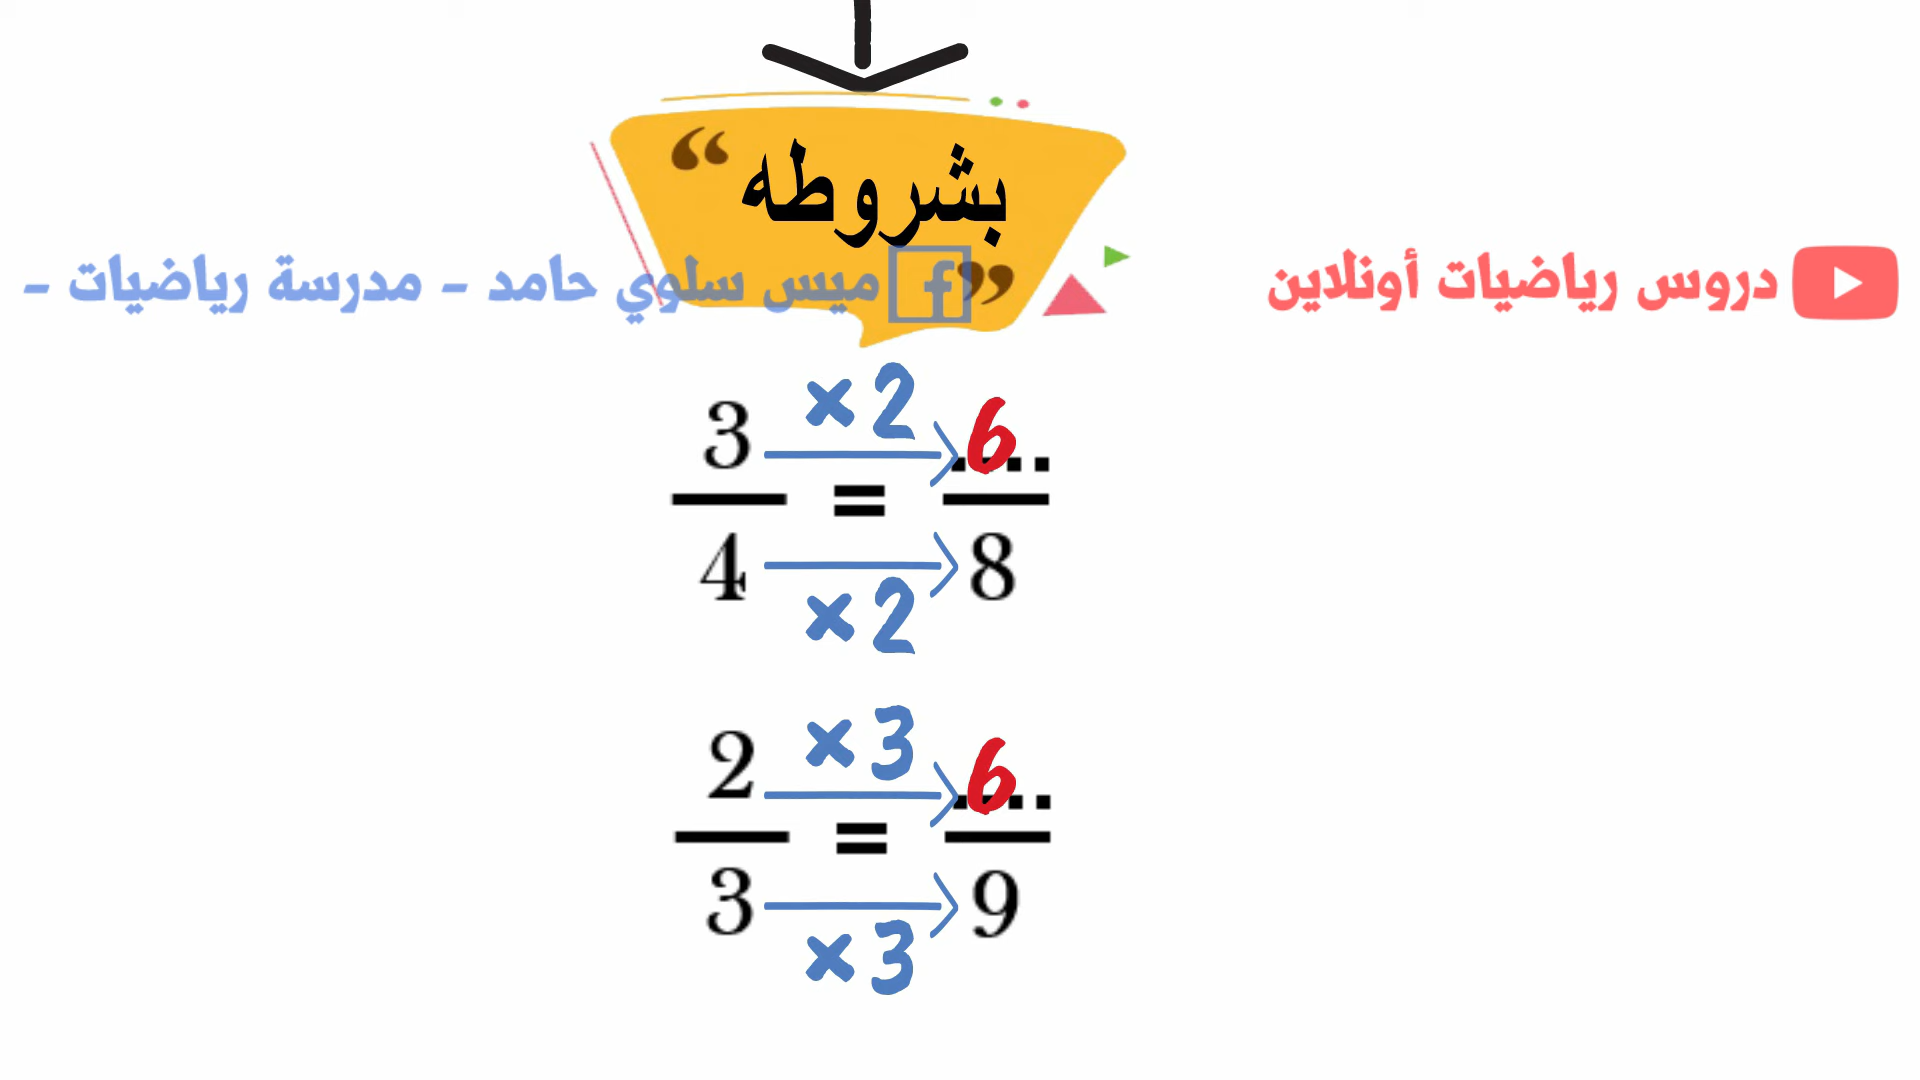 “ بشروطه ”
دروس رياضيات أونلاين
ميس سلوي حامد - مدرسة رياضيات -
×2
3/4 = 6..../8
×2
×3
2/3 = 6..../9
×3